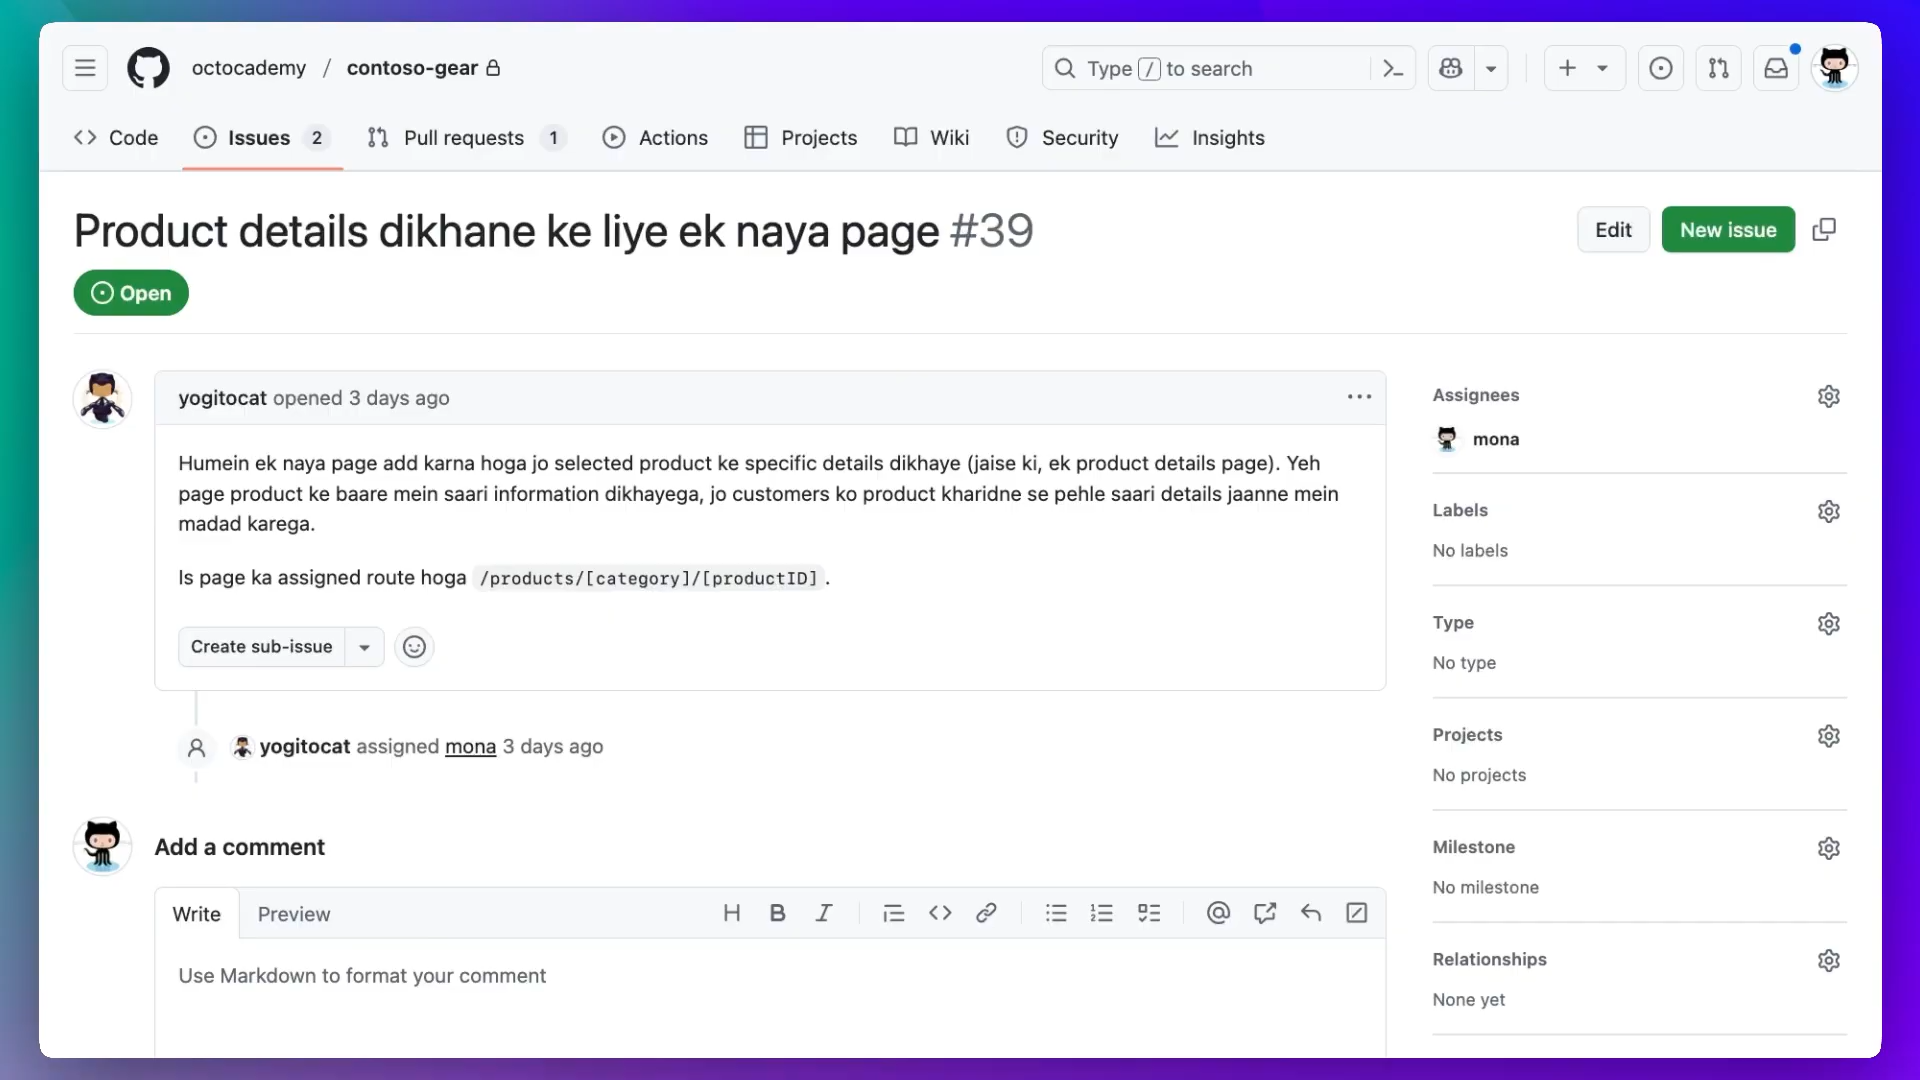 octocademy / contoso-gear
Type / to search
Code
Issues 2
Pull requests 1
Actions
Projects
Wiki
Security
Insights
Product details dikhane ke liye ek naya page #39
Edit
New issue
Open
yogitocat opened 3 days ago
Humein ek naya page add karna hoga jo selected product ke specific details dikhaye (jaise ki, ek product details page). Yeh
page product ke baare mein saari information dikhayega, jo customers ko product kharidne se pehle saari details jaanne mein
madad karega.
Is page ka assigned route hoga /products/[category]/[productID].
Create sub-issue
yogitocat assigned mona 3 days ago
Add a comment
Write
Preview
Use Markdown to format your comment
Assignees
mona
Labels
No labels
Type
No type
Projects
No projects
Milestone
No milestone
Relationships
None yet